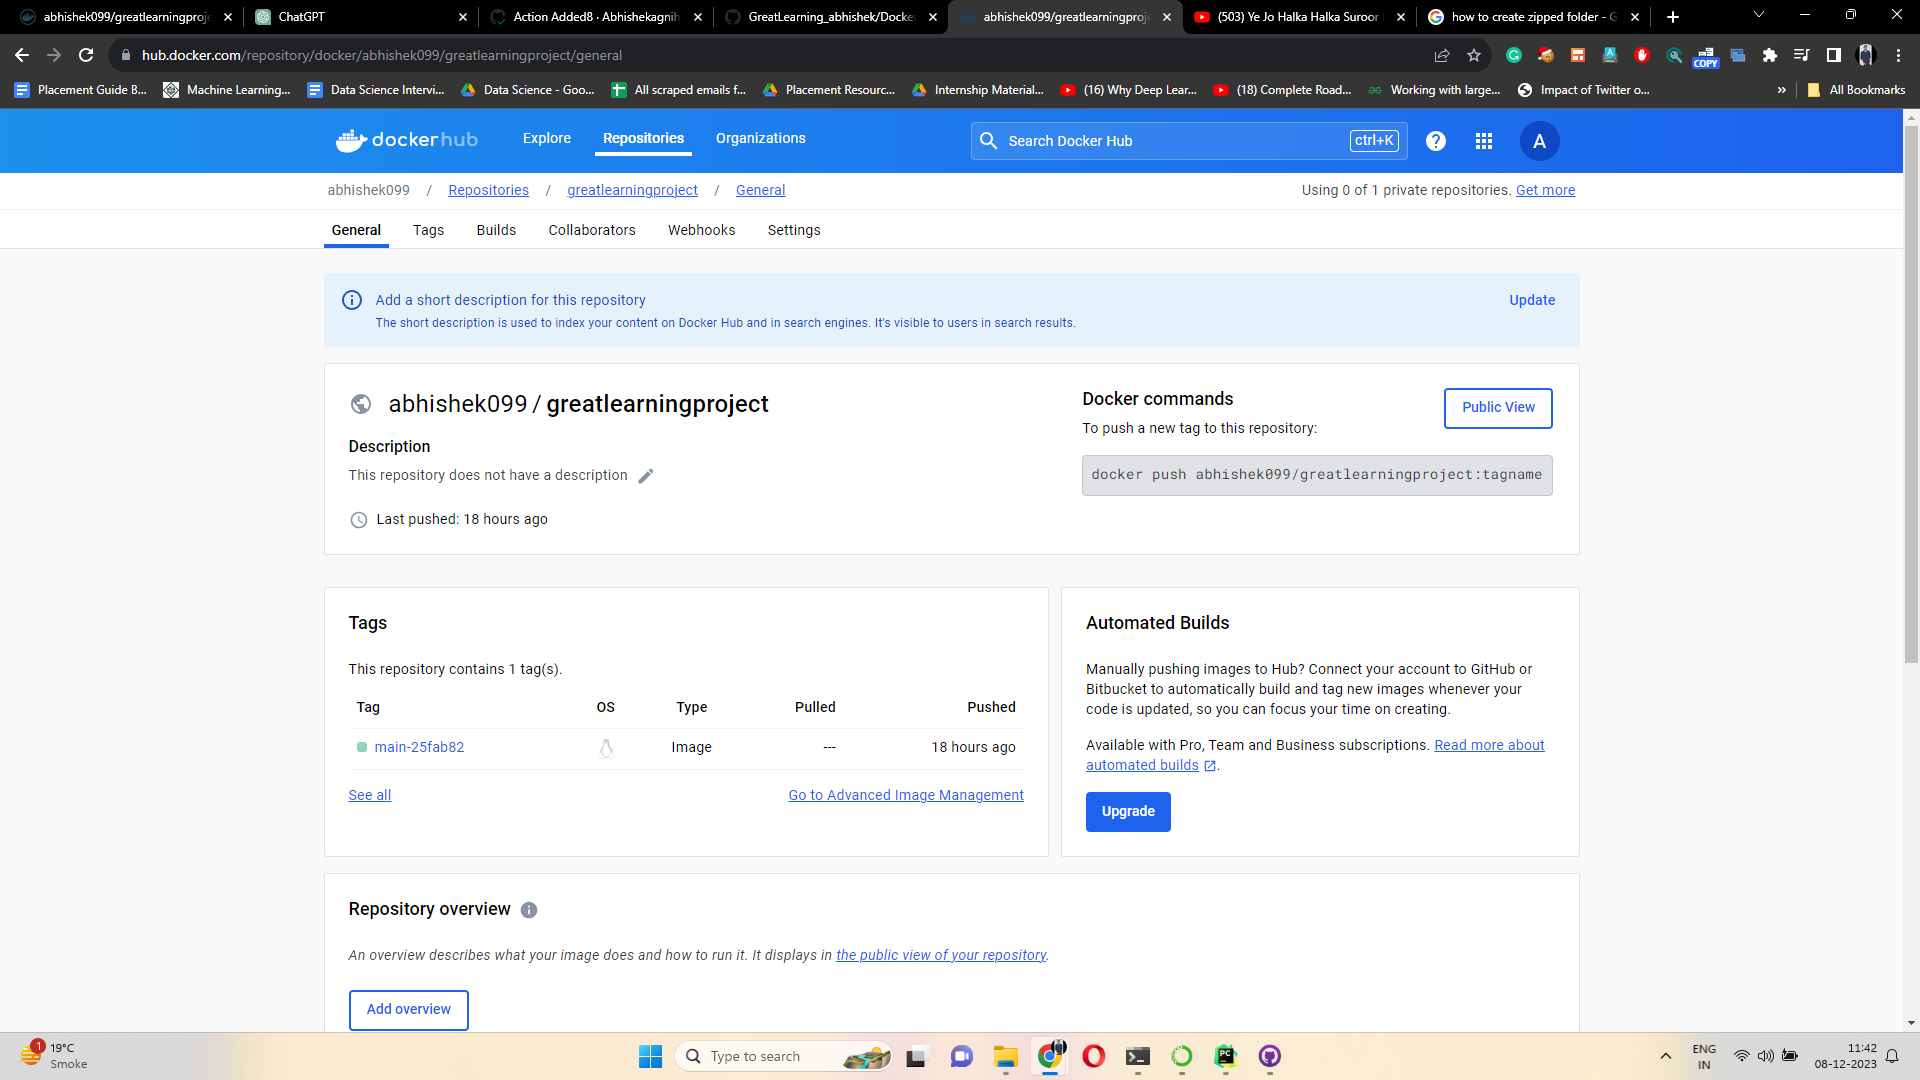 abhishek099/greatlearningproje
ChatGPT
Action Added8 · Abhishekagnih
GreatLearning_abhishek/Docke
abhishek099/greatlearningproje
(503) Ye Jo Halka Halka Suroor
how to create zipped folder - G
hub.docker.com/repository/docker/abhishek099/greatlearningproject/general
COPY
Placement Guide B...
Machine Learning...
Data Science Intervi...
Data Science - Goo...
All scraped emails f...
Placement Resourc...
Internship Material...
(16) Why Deep Lear...
(18) Complete Road...
Working with large...
Impact of Twitter o...
»
All Bookmarks
dockerhub
Explore
Repositories
Organizations
Search Docker Hub
ctrl+K
?
A
abhishek099 / Repositories / greatlearningproject / General
Using 0 of 1 private repositories. Get more
General
Tags
Builds
Collaborators
Webhooks
Settings
Add a short description for this repository
Update
The short description is used to index your content on Docker Hub and in search engines. It's visible to users in search results.
abhishek099 / greatlearningproject
Description
This repository does not have a description
Last pushed: 18 hours ago
Docker commands
Public View
To push a new tag to this repository:
docker push abhishek099/greatlearningproject:tagname
Tags
This repository contains 1 tag(s).
Tag OS Type Pulled Pushed
main-25fab82 Image --- 18 hours ago
See all
Go to Advanced Image Management
Automated Builds
Manually pushing images to Hub? Connect your account to GitHub or
Bitbucket to automatically build and tag new images whenever your
code is updated, so you can focus your time on creating.
Available with Pro, Team and Business subscriptions. Read more about
automated builds.
Upgrade
Repository overview
An overview describes what your image does and how to run it. It displays in the public view of your repository.
Add overview
1
19°C
Smoke
Type to search
PC
ENG
IN
11:42
08-12-2023